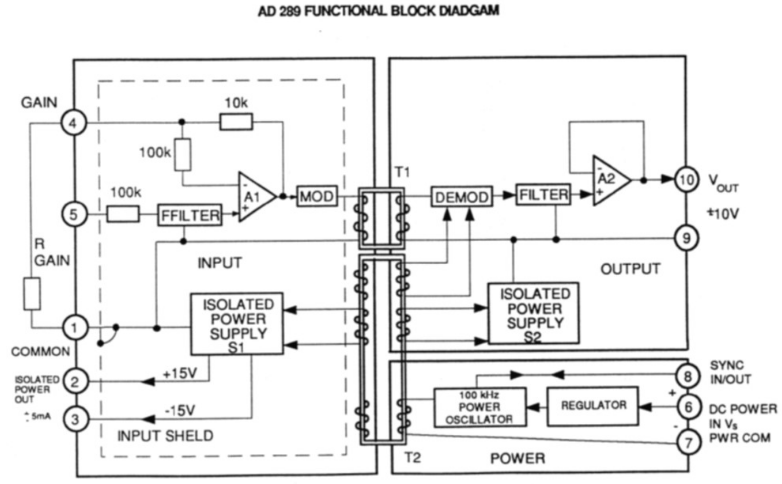 AD 289 FUNCTIONAL BLOCK DIADGAM
GAIN
4
10k
100k
100k
5
FFILTER
-
+
A1
MOD
T1
DEMOD
FILTER
-
+
A2
10
V OUT
±10V
9
R
GAIN
INPUT
OUTPUT
ISOLATED
POWER
SUPPLY
S1
ISOLATED
POWER
SUPPLY
S2
1
COMMON
2
ISOLATED
POWER
OUT
± 5mA
+15V
3
-15V
INPUT SHELD
T2
8
SYNC
IN/OUT
100 kHz
POWER
OSCILLATOR
REGULATOR
+
6
DC POWER
IN Vs
-
7
PWR COM
POWER